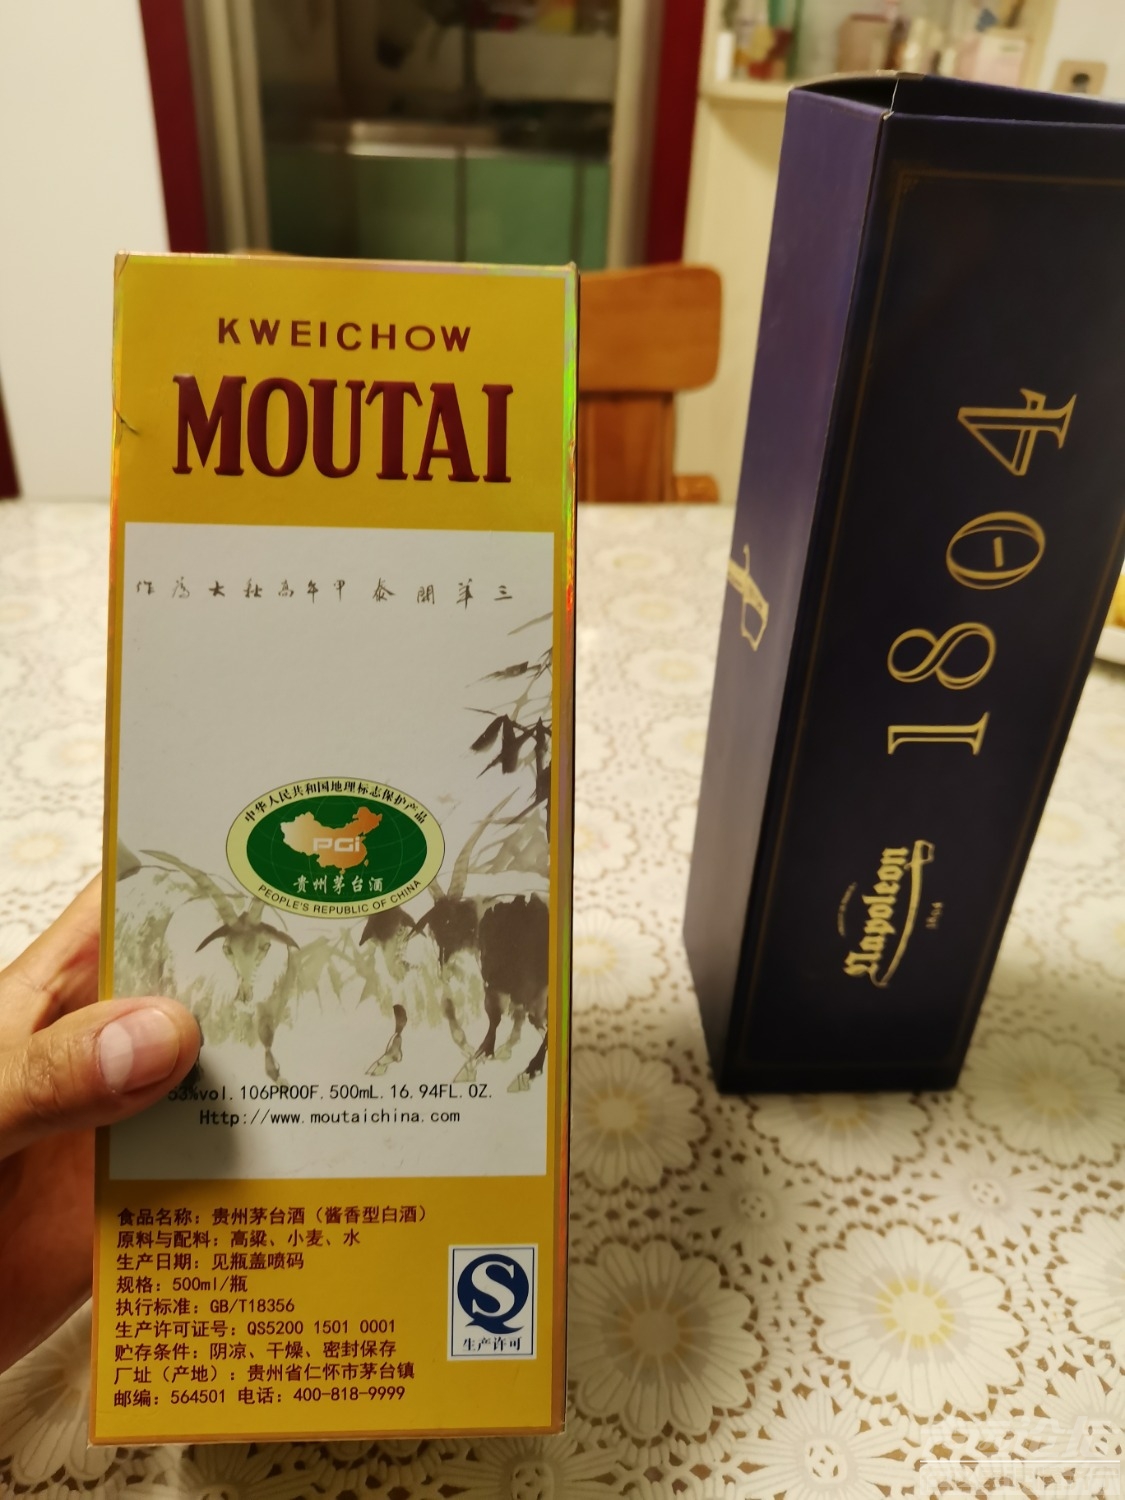 KWEICHOW
MOUTAI
三羊開泰甲午高秋大為作
中华人民共和国地理标志保护产品
PGI
贵州茅台酒
PEOPLE'S REPUBLIC OF CHINA
53%vol.106PROOF.500mL.16.94FL.OZ.
Http://www.moutaichina.com
食品名称：贵州茅台酒（酱香型白酒）
原料与配料：高粱、小麦、水
生产日期：见瓶盖喷码
规格：500ml/瓶
执行标准：GB/T18356
生产许可证号：QS5200 1501 0001
贮存条件：阴凉、干燥、密封保存
厂址（产地）：贵州省仁怀市茅台镇
邮编：564501 电话：400-818-9999
S
生产许可
1804
Napoleon